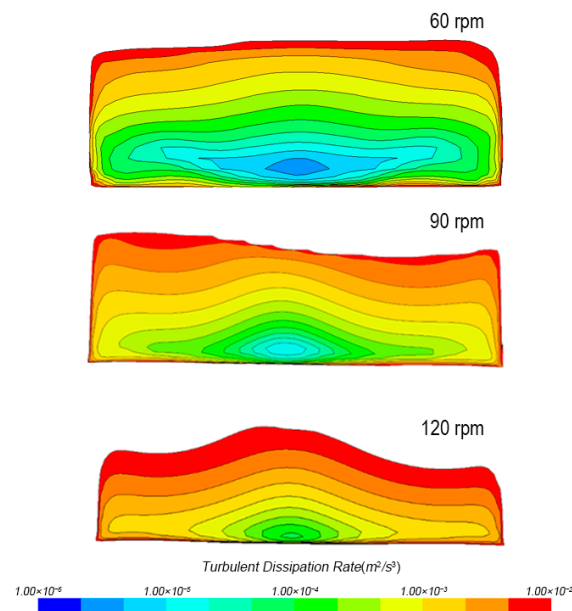 60 rpm
90 rpm
120 rpm
Turbulent Dissipation Rate(m²/s³)
1.00×10⁻⁶ 1.00×10⁻⁵ 1.00×10⁻⁴ 1.00×10⁻³ 1.00×10⁻²